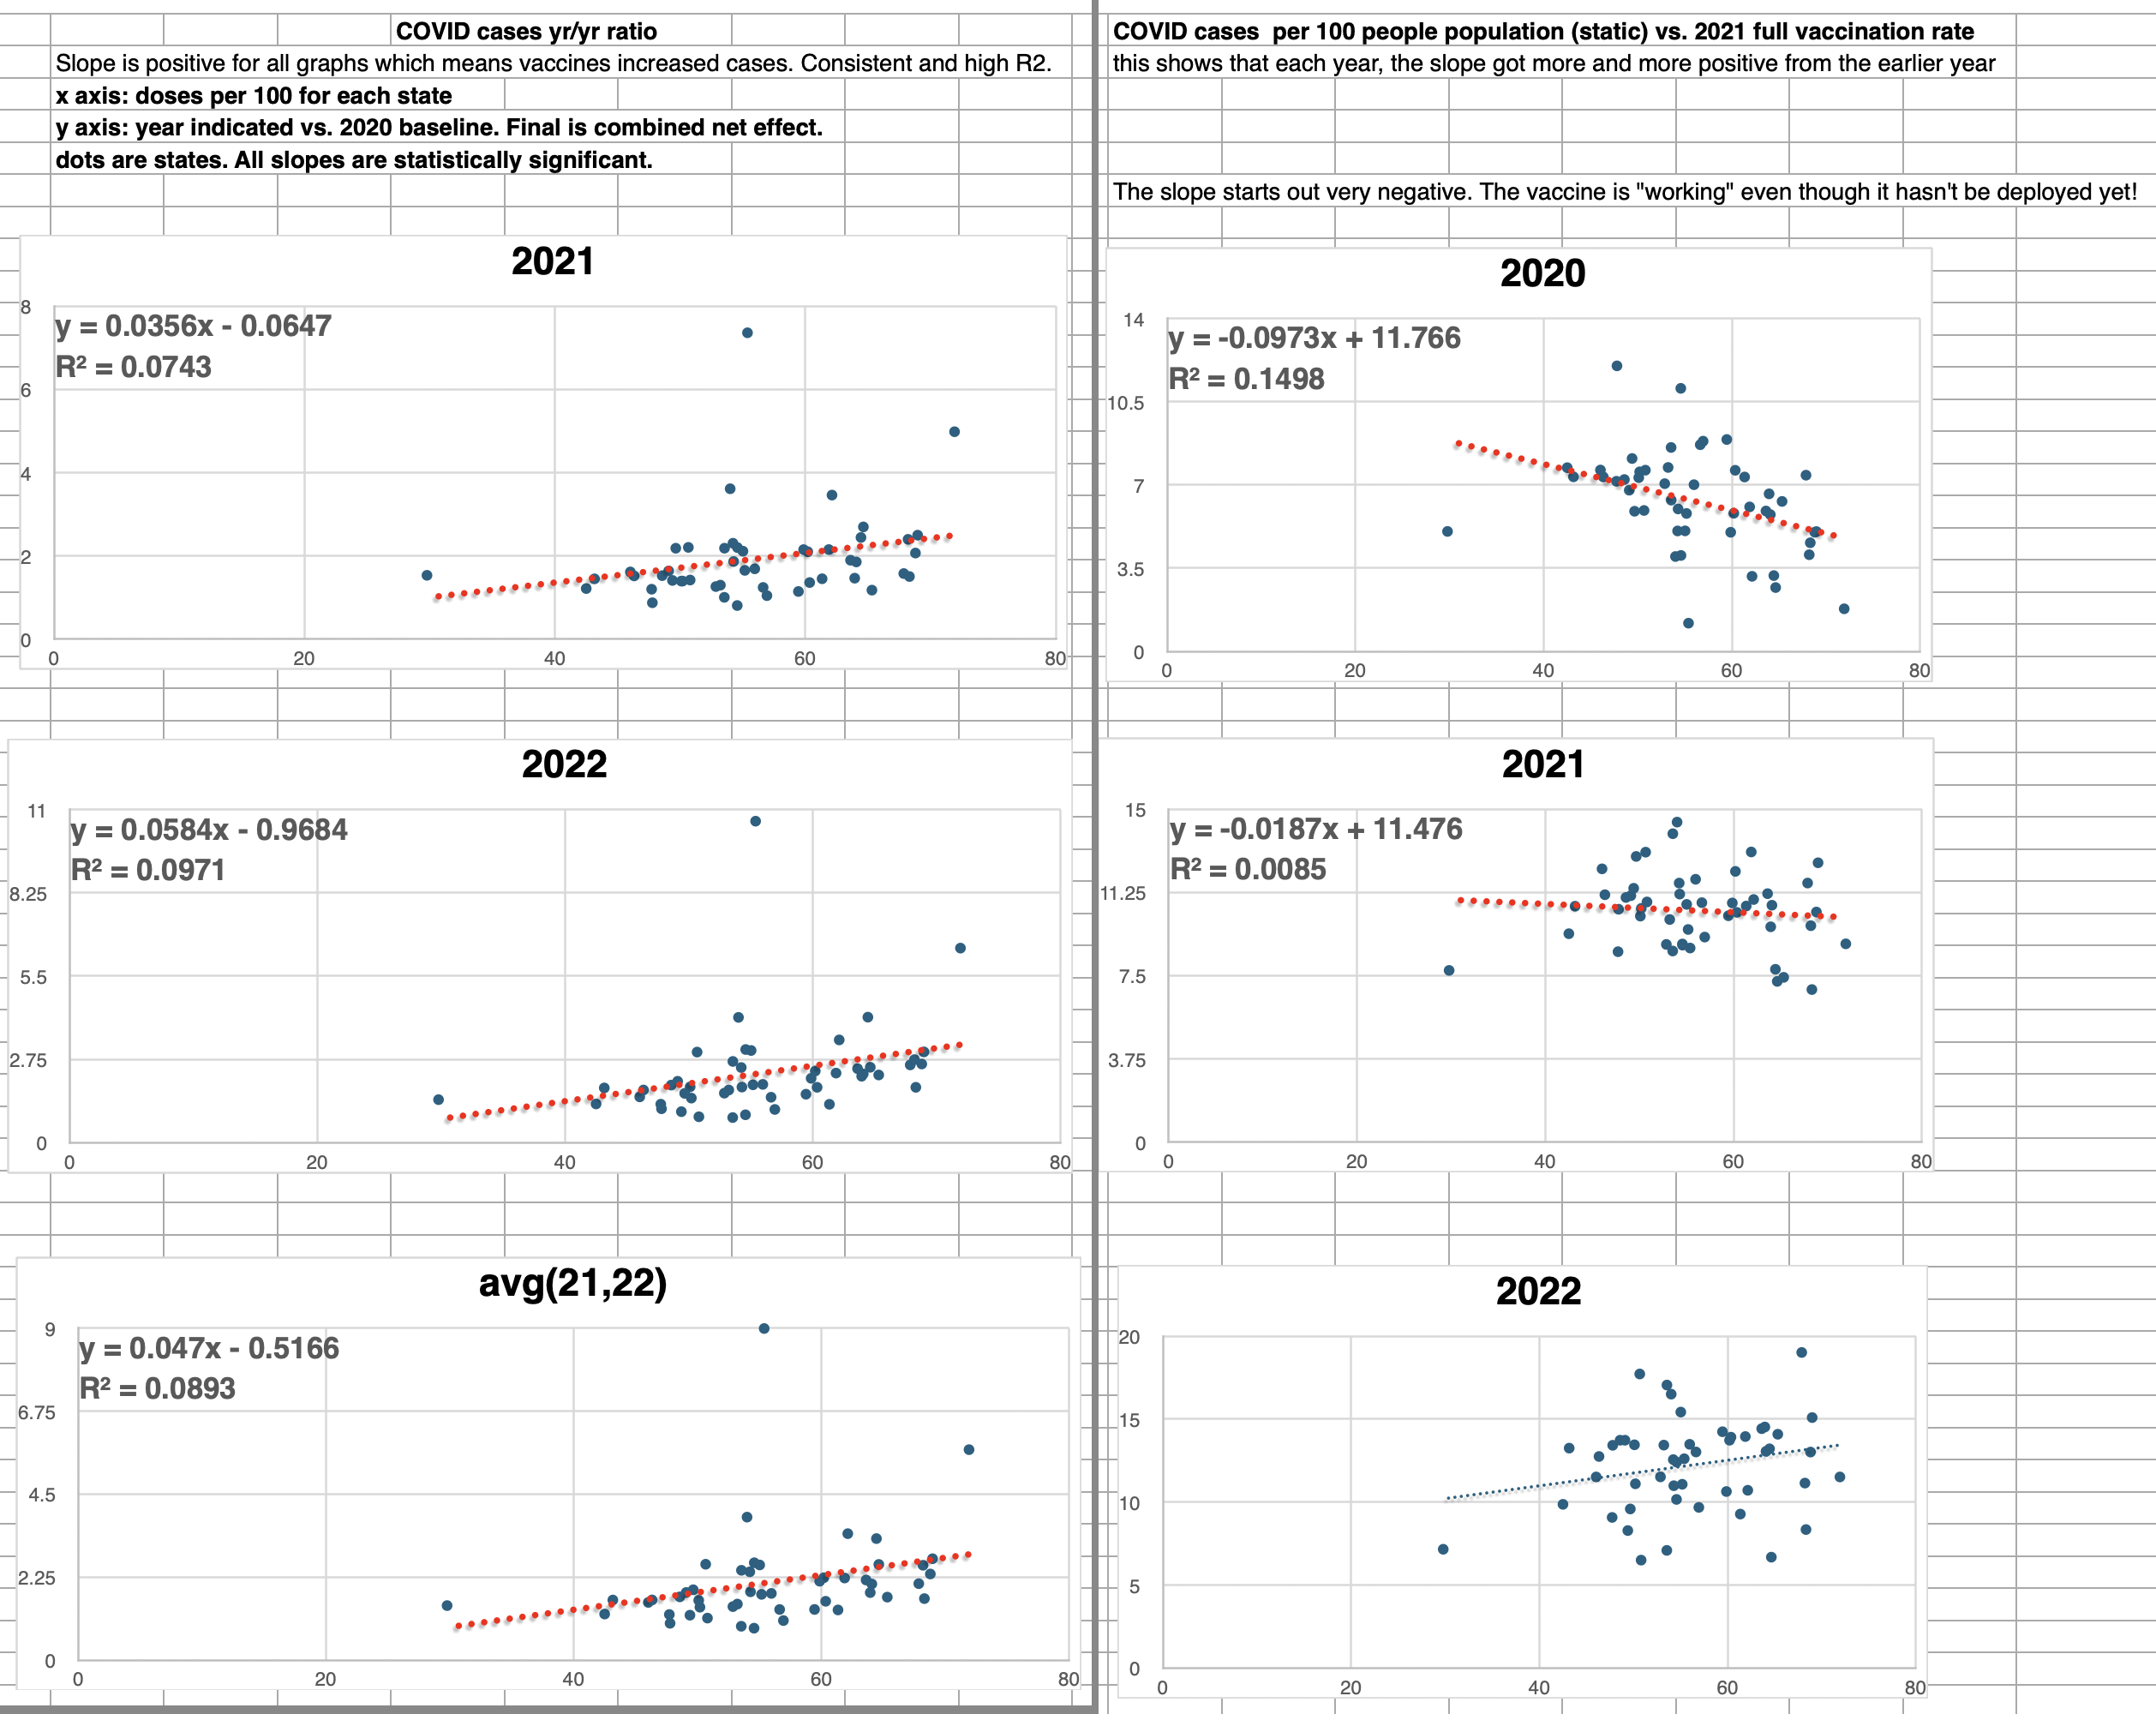 COVID cases yr/yr ratio
Slope is positive for all graphs which means vaccines increased cases. Consistent and high R2.
x axis: doses per 100 for each state
y axis: year indicated vs. 2020 baseline. Final is combined net effect.
dots are states. All slopes are statistically significant.
2021
y = 0.0356x - 0.0647
R² = 0.0743
8
6
4
2
0
0 20 40 60 80
2022
y = 0.0584x - 0.9684
R² = 0.0971
11
8.25
5.5
2.75
0
0 20 40 60 80
avg(21,22)
y = 0.047x - 0.5166
R² = 0.0893
9
6.75
4.5
2.25
0
0 20 40 60 80
COVID cases  per 100 people population (static) vs. 2021 full vaccination rate
this shows that each year, the slope got more and more positive from the earlier year
The slope starts out very negative. The vaccine is "working" even though it hasn't be deployed yet!
2020
y = -0.0973x + 11.766
R² = 0.1498
14
10.5
7
3.5
0
0 20 40 60 80
2021
y = -0.0187x + 11.476
R² = 0.0085
15
11.25
7.5
3.75
0
0 20 40 60 80
2022
20
15
10
5
0
0 20 40 60 80